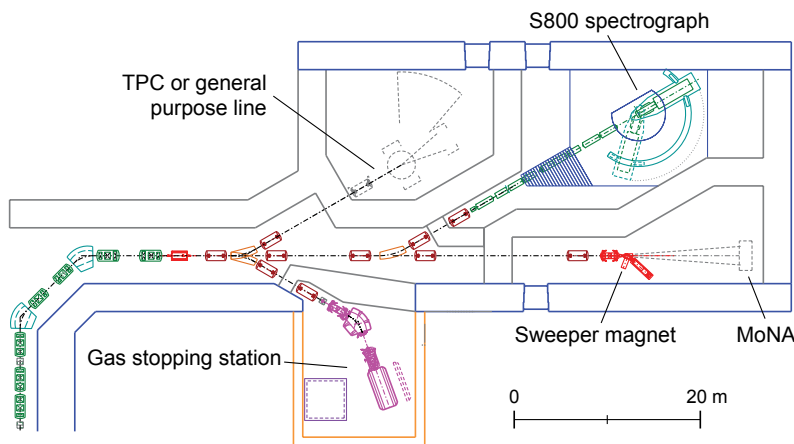 S800 spectrograph
TPC or general
purpose line
Sweeper magnet
MoNA
Gas stopping station
0
20 m